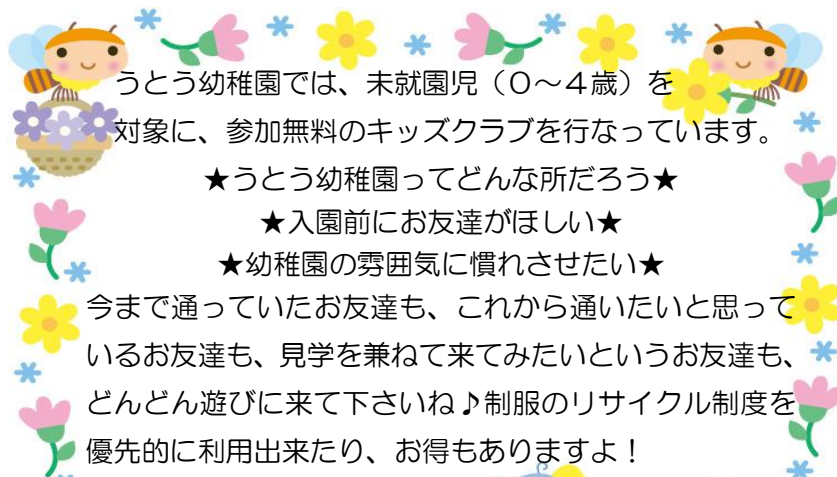 うとう幼稚園では、未就園児（０～４歳）を
対象に、参加無料のキッズクラブを行なっています。
★うとう幼稚園ってどんな所だろう★
★入園前にお友達がほしい★
★幼稚園の雰囲気に慣れさせたい★
今まで通っていたお友達も、これから通いたいと思って
いるお友達も、見学を兼ねて来てみたいというお友達も、
どんどん遊びに来て下さいね♪制服のリサイクル制度を
優先的に利用出来たり、お得もありますよ！